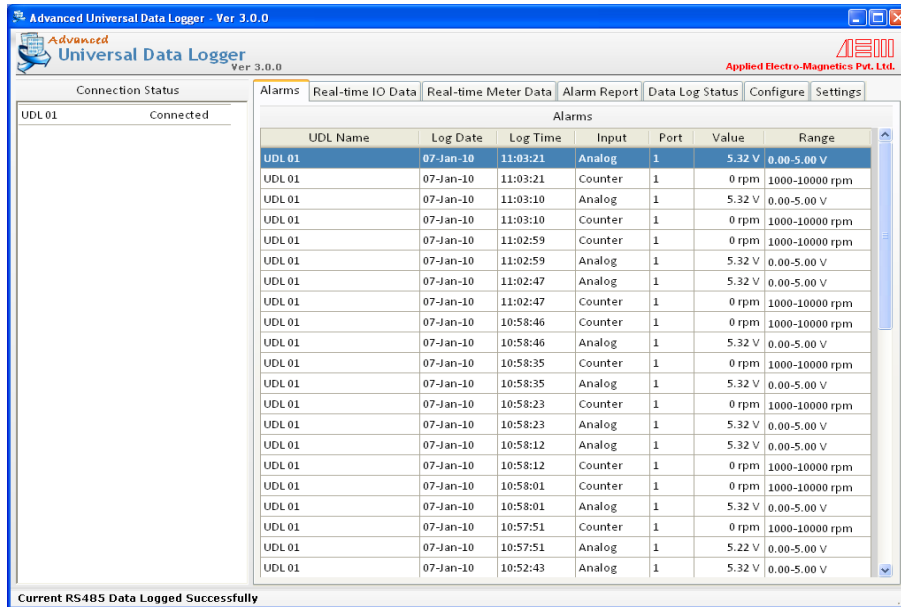 Advanced Universal Data Logger - Ver 3.0.0
Advanced
Universal Data Logger
Ver 3.0.0
AEM
Applied Electro-Magnetics Pvt. Ltd.
Connection Status
UDL 01 Connected
Alarms Real-time IO Data Real-time Meter Data Alarm Report Data Log Status Configure Settings
Alarms
UDL Name Log Date Log Time Input Port Value Range
UDL 01 07-Jan-10 11:03:21 Analog 1 5.32 V 0.00-5.00 V
UDL 01 07-Jan-10 11:03:21 Counter 1 0 rpm 1000-10000 rpm
UDL 01 07-Jan-10 11:03:10 Analog 1 5.32 V 0.00-5.00 V
UDL 01 07-Jan-10 11:03:10 Counter 1 0 rpm 1000-10000 rpm
UDL 01 07-Jan-10 11:02:59 Counter 1 0 rpm 1000-10000 rpm
UDL 01 07-Jan-10 11:02:59 Analog 1 5.32 V 0.00-5.00 V
UDL 01 07-Jan-10 11:02:47 Analog 1 5.32 V 0.00-5.00 V
UDL 01 07-Jan-10 11:02:47 Counter 1 0 rpm 1000-10000 rpm
UDL 01 07-Jan-10 10:58:46 Counter 1 0 rpm 1000-10000 rpm
UDL 01 07-Jan-10 10:58:46 Analog 1 5.32 V 0.00-5.00 V
UDL 01 07-Jan-10 10:58:35 Counter 1 0 rpm 1000-10000 rpm
UDL 01 07-Jan-10 10:58:35 Analog 1 5.32 V 0.00-5.00 V
UDL 01 07-Jan-10 10:58:23 Counter 1 0 rpm 1000-10000 rpm
UDL 01 07-Jan-10 10:58:23 Analog 1 5.32 V 0.00-5.00 V
UDL 01 07-Jan-10 10:58:12 Analog 1 5.32 V 0.00-5.00 V
UDL 01 07-Jan-10 10:58:12 Counter 1 0 rpm 1000-10000 rpm
UDL 01 07-Jan-10 10:58:01 Counter 1 0 rpm 1000-10000 rpm
UDL 01 07-Jan-10 10:58:01 Analog 1 5.32 V 0.00-5.00 V
UDL 01 07-Jan-10 10:57:51 Counter 1 0 rpm 1000-10000 rpm
UDL 01 07-Jan-10 10:57:51 Analog 1 5.22 V 0.00-5.00 V
UDL 01 07-Jan-10 10:52:43 Analog 1 5.32 V 0.00-5.00 V
Current RS485 Data Logged Successfully